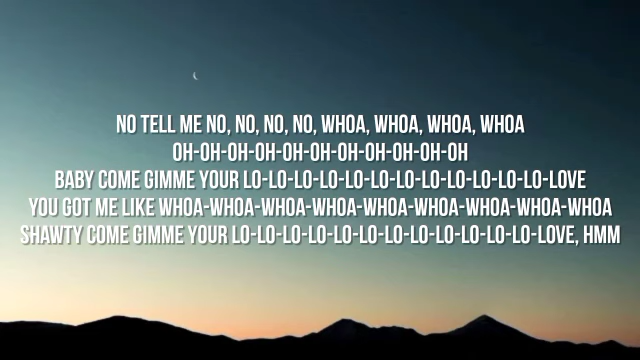 NO TELL ME NO, NO, NO, NO, WHOA, WHOA, WHOA, WHOA
OH-OH-OH-OH-OH-OH-OH-OH-OH-OH-OH
BABY COME GIMME YOUR LO-LO-LO-LO-LO-LO-LO-LO-LO-LO-LO-LO-LOVE
YOU GOT ME LIKE WHOA-WHOA-WHOA-WHOA-WHOA-WHOA-WHOA-WHOA-WHOA
SHAWTY COME GIMME YOUR LO-LO-LO-LO-LO-LO-LO-LO-LO-LO-LO-LO-LOVE, HMM